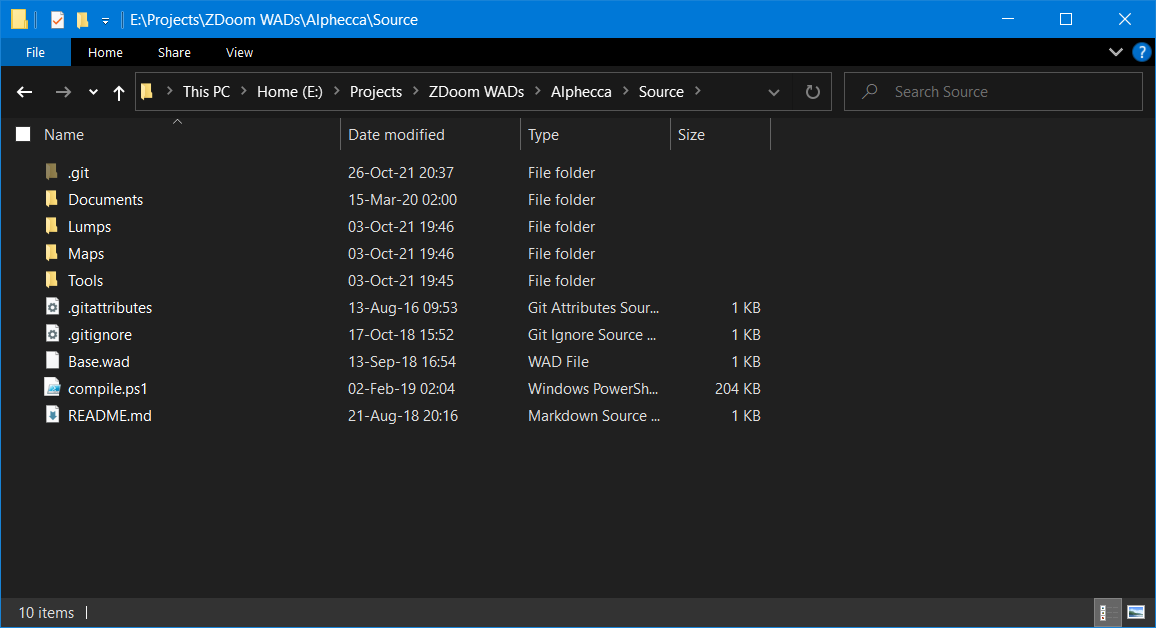 E:\Projects\ZDoom WADs\Alphecca\Source
File Home Share View ?
This PC > Home (E:) > Projects > ZDoom WADs > Alphecca > Source > Search Source
Name Date modified Type Size
.git 26-Oct-21 20:37 File folder
Documents 15-Mar-20 02:00 File folder
Lumps 03-Oct-21 19:46 File folder
Maps 03-Oct-21 19:46 File folder
Tools 03-Oct-21 19:45 File folder
.gitattributes 13-Aug-16 09:53 Git Attributes Sour... 1 KB
.gitignore 17-Oct-18 15:52 Git Ignore Source ... 1 KB
Base.wad 13-Sep-18 16:54 WAD File 1 KB
compile.ps1 02-Feb-19 02:04 Windows PowerSh... 204 KB
README.md 21-Aug-18 20:16 Markdown Source ... 1 KB
10 items